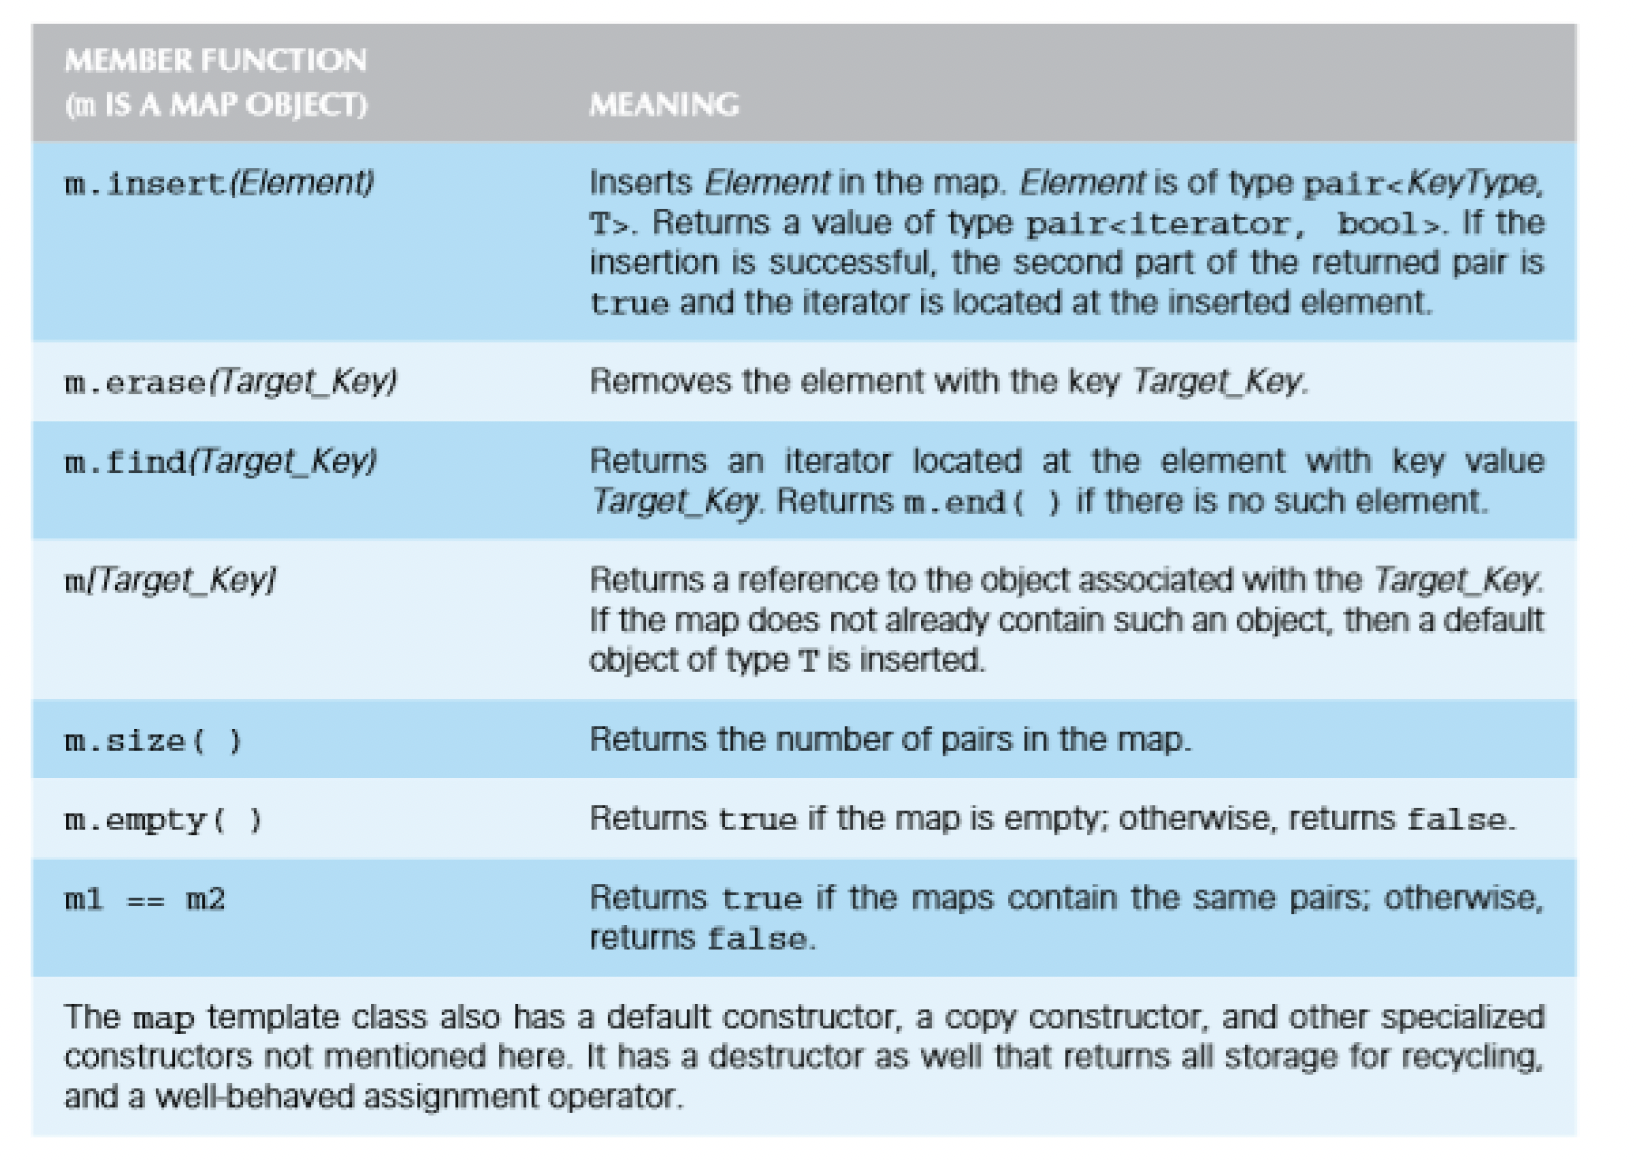 MEMBER FUNCTION
(m IS A MAP OBJECT) MEANING
m.insert(Element) Inserts Element in the map. Element is of type pair<KeyType,
T>. Returns a value of type pair<iterator, bool>. If the
insertion is successful, the second part of the returned pair is
true and the iterator is located at the inserted element.
m.erase(Target_Key) Removes the element with the key Target_Key.
m.find(Target_Key) Returns an iterator located at the element with key value
Target_Key. Returns m.end( ) if there is no such element.
m[Target_Key] Returns a reference to the object associated with the Target_Key.
If the map does not already contain such an object, then a default
object of type T is inserted.
m.size( ) Returns the number of pairs in the map.
m.empty( ) Returns true if the map is empty; otherwise, returns false.
m1 == m2 Returns true if the maps contain the same pairs; otherwise,
returns false.
The map template class also has a default constructor, a copy constructor, and other specialized
constructors not mentioned here. It has a destructor as well that returns all storage for recycling,
and a well-behaved assignment operator.